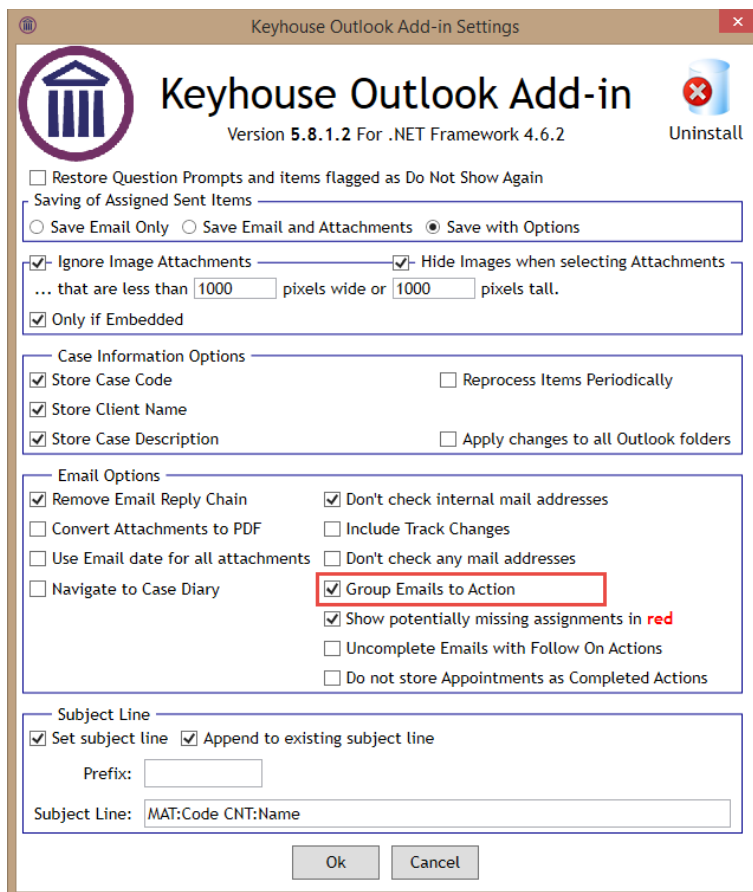 Keyhouse Outlook Add-in Settings
Keyhouse Outlook Add-in
Version 5.8.1.2 For .NET Framework 4.6.2
Uninstall
Restore Question Prompts and items flagged as Do Not Show Again
Saving of Assigned Sent Items
Save Email Only Save Email and Attachments Save with Options
Ignore Image Attachments Hide Images when selecting Attachments
... that are less than 1000 pixels wide or 1000 pixels tall.
Only if Embedded
Case Information Options
Store Case Code Reprocess Items Periodically
Store Client Name
Store Case Description Apply changes to all Outlook folders
Email Options
Remove Email Reply Chain Don't check internal mail addresses
Convert Attachments to PDF Include Track Changes
Use Email date for all attachments Don't check any mail addresses
Navigate to Case Diary Group Emails to Action
Show potentially missing assignments in red
Uncomplete Emails with Follow On Actions
Do not store Appointments as Completed Actions
Subject Line
Set subject line Append to existing subject line
Prefix:
Subject Line: MAT:Code CNT:Name
Ok Cancel